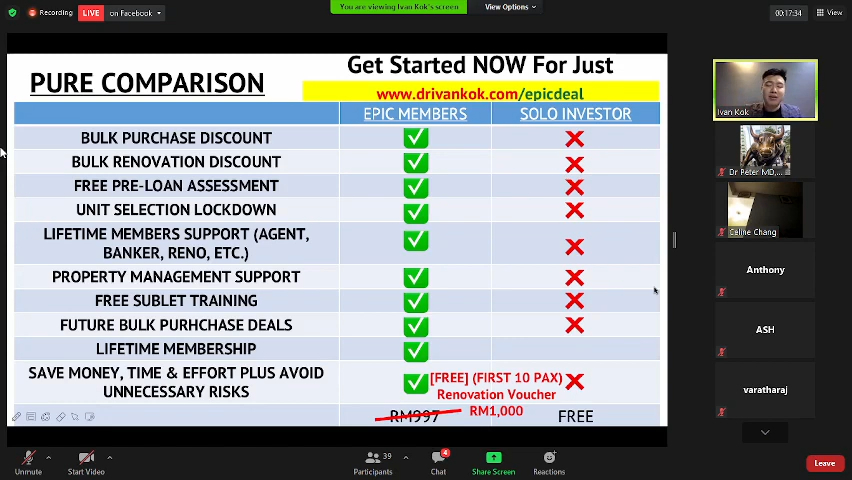 Recording
LIVE
on Facebook
You are viewing Ivan Kok's screen
View Options
00:17:34
View
PURE COMPARISON
Get Started NOW For Just
www.drivankok.com/epicdeal
EPIC MEMBERS
SOLO INVESTOR
BULK PURCHASE DISCOUNT
BULK RENOVATION DISCOUNT
FREE PRE-LOAN ASSESSMENT
UNIT SELECTION LOCKDOWN
LIFETIME MEMBERS SUPPORT (AGENT,
BANKER, RENO, ETC.)
PROPERTY MANAGEMENT SUPPORT
FREE SUBLET TRAINING
FUTURE BULK PURHCHASE DEALS
LIFETIME MEMBERSHIP
SAVE MONEY, TIME & EFFORT PLUS AVOID
UNNECESSARY RISKS
[FREE] (FIRST 10 PAX)
Renovation Voucher
RM1,000
RM997
FREE
Ivan Kok
Dr Peter MD,...
Celine Chang
Anthony
ASH
varatharaj
Unmute
Start Video
39
Participants
4
Chat
Share Screen
Reactions
Leave